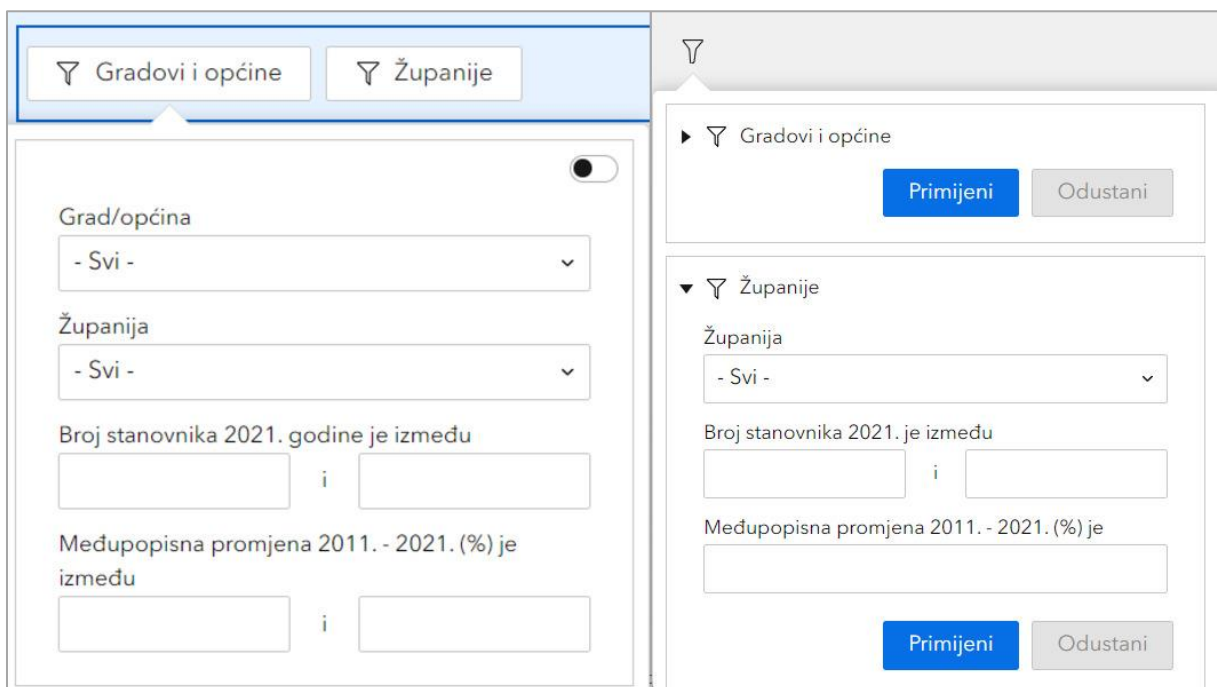 Gradovi i općine
Županije
Grad/općina
- Svi -
Županija
- Svi -
Broj stanovnika 2021. godine je između
i
Međupopisna promjena 2011. - 2021. (%) je
između
i
Gradovi i općine
Primijeni
Odustani
Županije
Županija
- Svi -
Broj stanovnika 2021. je između
i
Međupopisna promjena 2011. - 2021. (%) je
Primijeni
Odustani